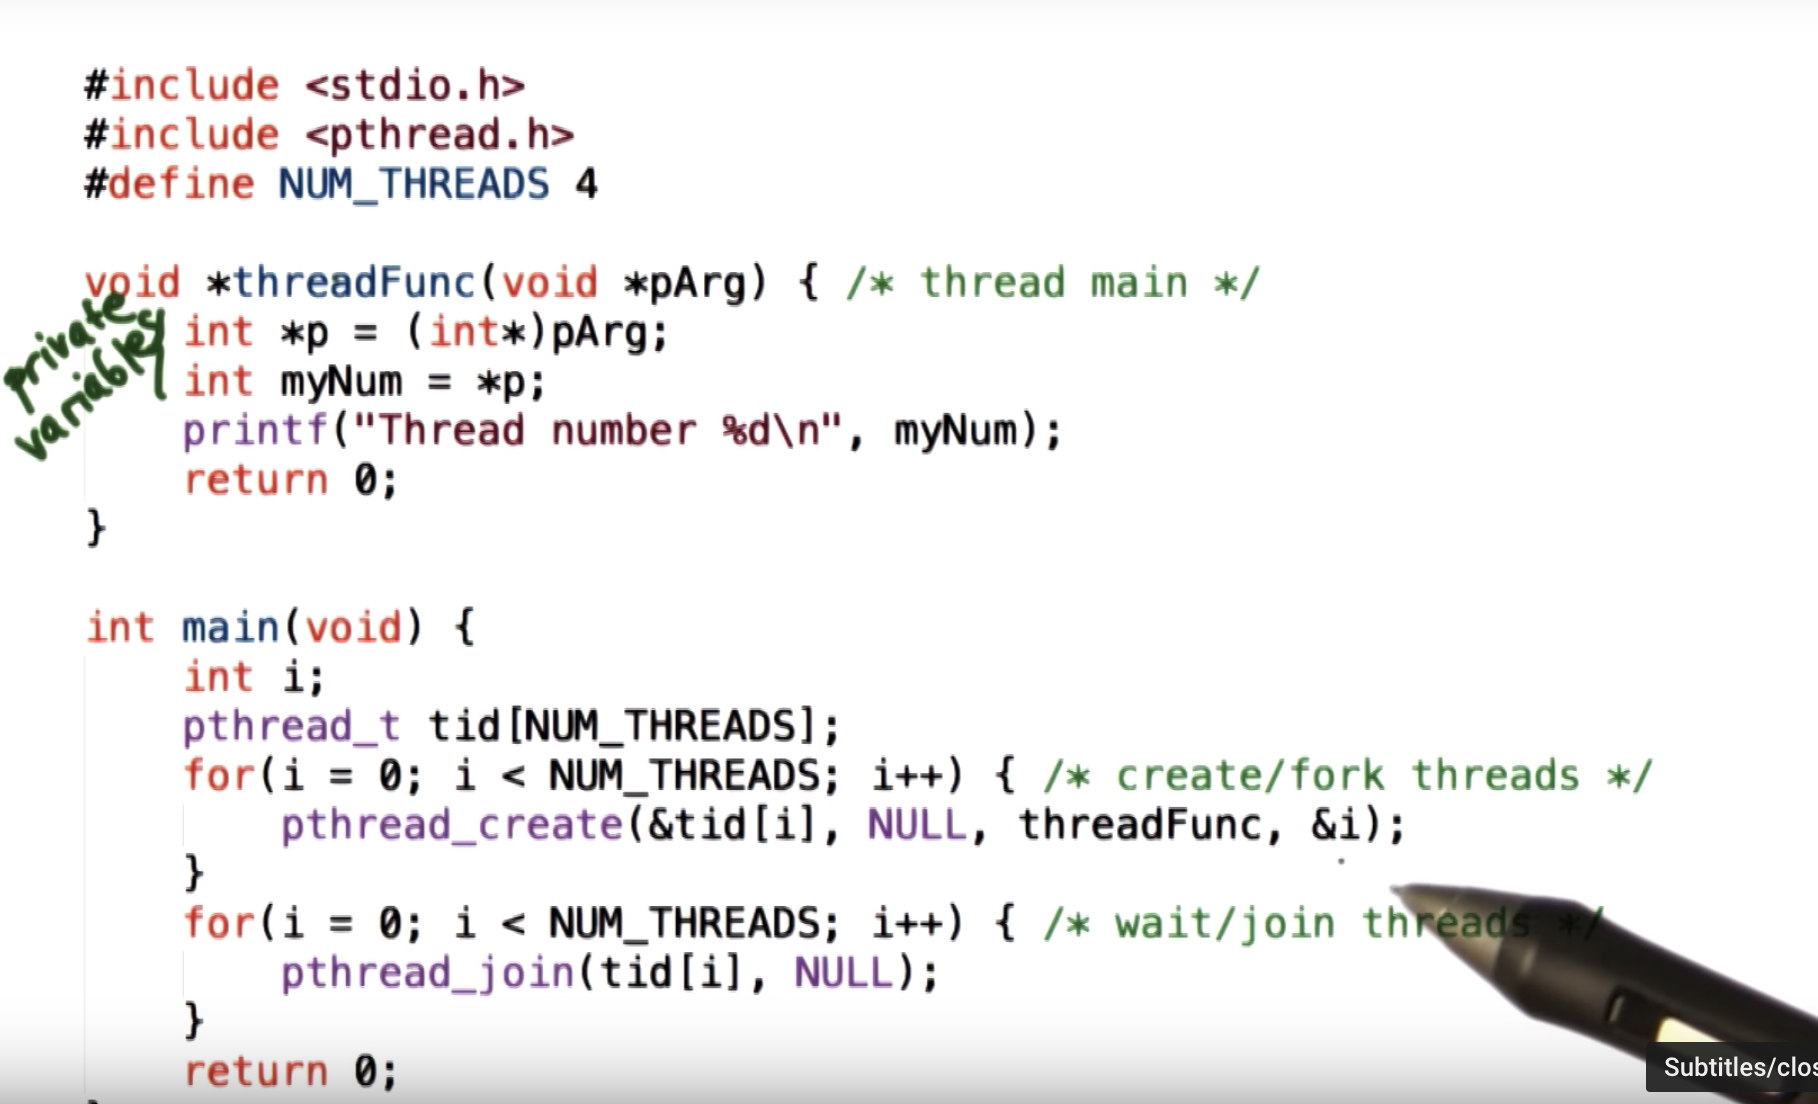 #include <stdio.h>
#include <pthread.h>
#define NUM_THREADS 4
void *threadFunc(void *pArg) { /* thread main */
private
variables
int *p = (int*)pArg;
int myNum = *p;
printf("Thread number %d\n", myNum);
return 0;
}
int main(void) {
int i;
pthread_t tid[NUM_THREADS];
for(i = 0; i < NUM_THREADS; i++) { /* create/fork threads */
pthread_create(&tid[i], NULL, threadFunc, &i);
}
for(i = 0; i < NUM_THREADS; i++) { /* wait/join threads */
pthread_join(tid[i], NULL);
}
return 0;
Subtitles/clos